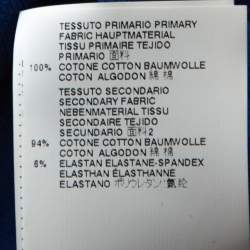 TESSUTO PRIMARIO PRIMARY
FABRIC HAUPTMATERIAL
TISSU PRIMAIRE TEJIDO
PRIMARIO 面料
100% COTONE COTTON BAUMWOLLE
COTON ALGODON 綿 棉
TESSUTO SECONDARIO
SECONDARY FABRIC
NEBENMATERIAL TISSU
SECONDAIRE TEJIDO
SECUNDARIO 面料2
94% COTONE COTTON BAUMWOLLE
COTON ALGODON 綿 棉
6% ELASTAN ELASTANE-SPANDEX
ELASTHAN ÉLASTHANNE
ELASTANO ポリウレタン 氨纶